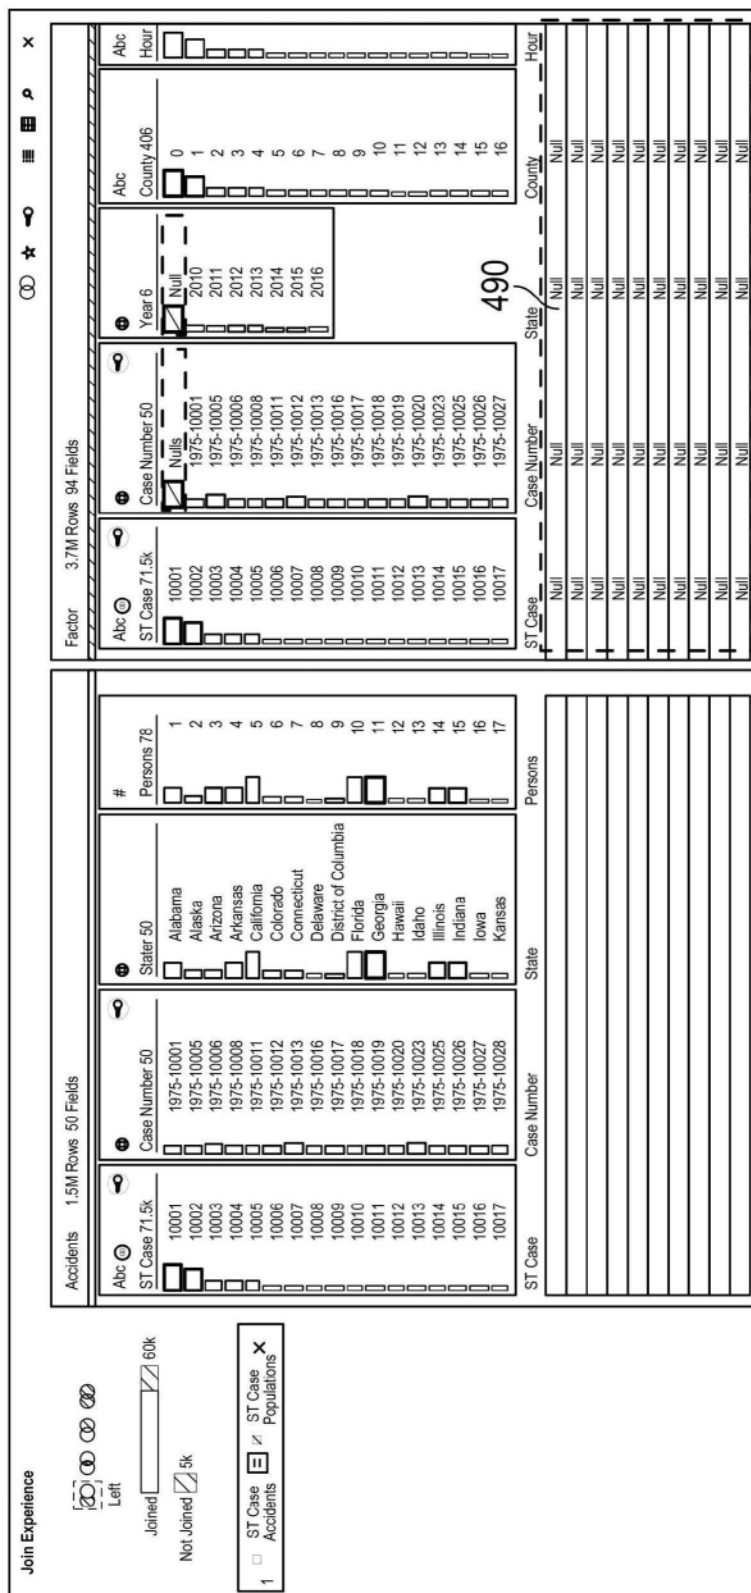 Join Experience
Left
Joined
60k
Not Joined
5k
1
ST Case
Accidents
=
ST Case
Populations
X
Accidents 1.5M Rows 50 Fields
Abc
ST Case 71.5k
10001
10002
10003
10004
10005
10006
10007
10008
10009
10010
10011
10012
10013
10014
10015
10016
10017
Case Number 50
1975-10001
1975-10005
1975-10006
1975-10008
1975-10011
1975-10012
1975-10013
1975-10016
1975-10017
1975-10018
1975-10019
1975-10020
1975-10023
1975-10025
1975-10026
1975-10027
1975-10028
Stater 50
Alabama
Alaska
Arizona
Arkansas
California
Colorado
Connecticut
Delaware
District of Columbia
Florida
Georgia
Hawaii
Idaho
Illinois
Indiana
Iowa
Kansas
#
Persons 78
1
2
3
4
5
6
7
8
9
10
11
12
13
14
15
16
17
ST Case Case Number State Persons
Factor 3.7M Rows 94 Fields
X
Abc
ST Case 71.5k
10001
10002
10003
10004
10005
10006
10007
10008
10009
10010
10011
10012
10013
10014
10015
10016
10017
Case Number 50
Nulls
1975-10001
1975-10005
1975-10006
1975-10008
1975-10011
1975-10012
1975-10013
1975-10016
1975-10017
1975-10018
1975-10019
1975-10020
1975-10023
1975-10025
1975-10026
1975-10027
Year 6
Null
2010
2011
2012
2013
2014
2015
2016
Abc
County 406
0
1
2
3
4
5
6
7
8
9
10
11
12
13
14
15
16
Abc
Hour
490
ST Case Case Number State County Hour
Null Null Null Null
Null Null Null Null
Null Null Null Null
Null Null Null Null
Null Null Null Null
Null Null Null Null
Null Null Null Null
Null Null Null Null
Null Null Null Null
Null Null Null Null